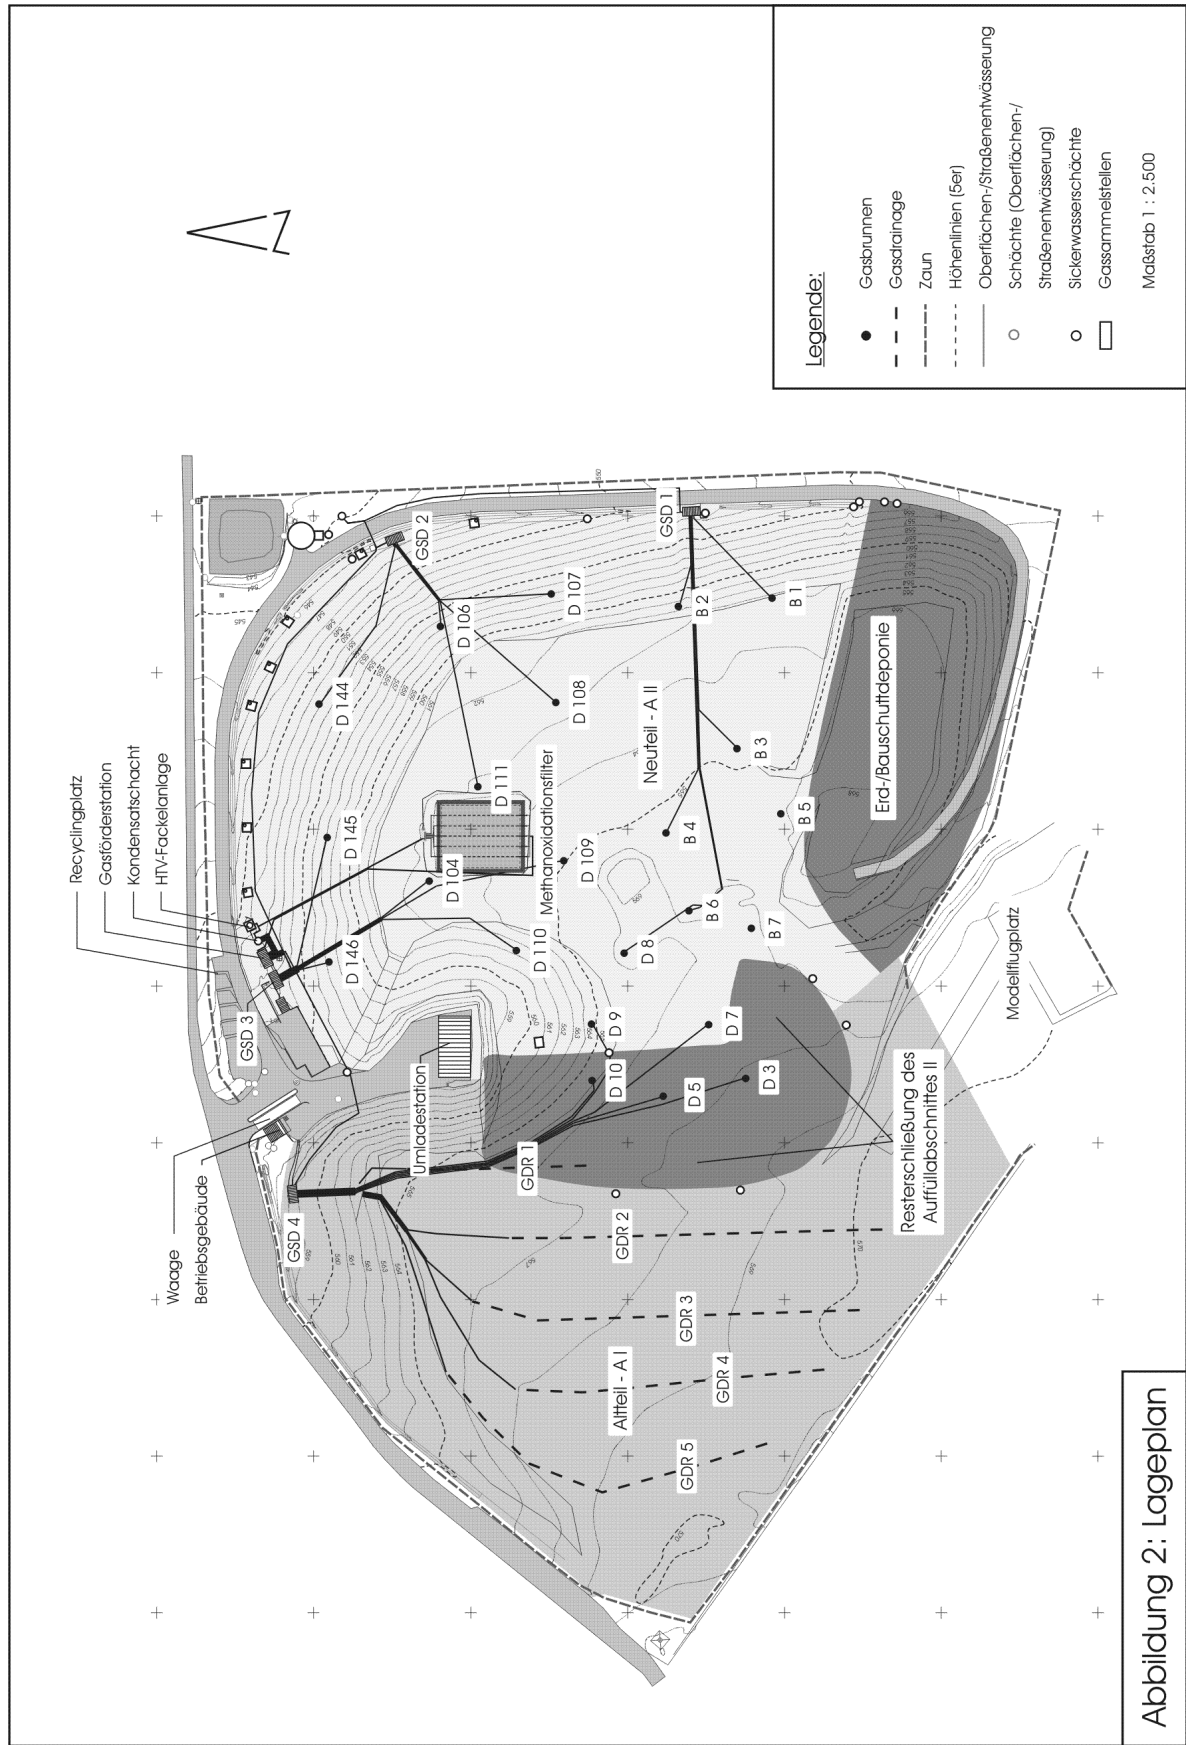 Recyclingplatz
Gasförderstation
Kondensatschacht
HTV-Fackelanlage
Waage
Betriebsgebäude
GSD 4
GSD 3
GSD 2
GSD 1
D 144
D 145
D 146
D 104
D 106
D 107
D 108
D 109
D 110
D 111
Methanoxidationsfilter
Umladestation
Neuteil - A II
B 1
B 2
B 3
B 4
B 5
B 6
B 7
D 8
D 9
D 10
D 7
D 5
D 3
GDR 1
GDR 2
GDR 3
GDR 4
GDR 5
Altteil - A I
Erd-/Bauschuttdeponie
Modellflugplatz
Resterschließung des
Auffüllabschnittes II
Legende:
Gasbrunnen
Gasdrainage
Zaun
Höhenlinien (5er)
Oberflächen-/Straßenentwässerung
Schächte (Oberflächen-/
Straßenentwässerung)
Sickerwasserschächte
Gassammelstellen
Maßstab 1 : 2.500
Abbildung 2: Lageplan